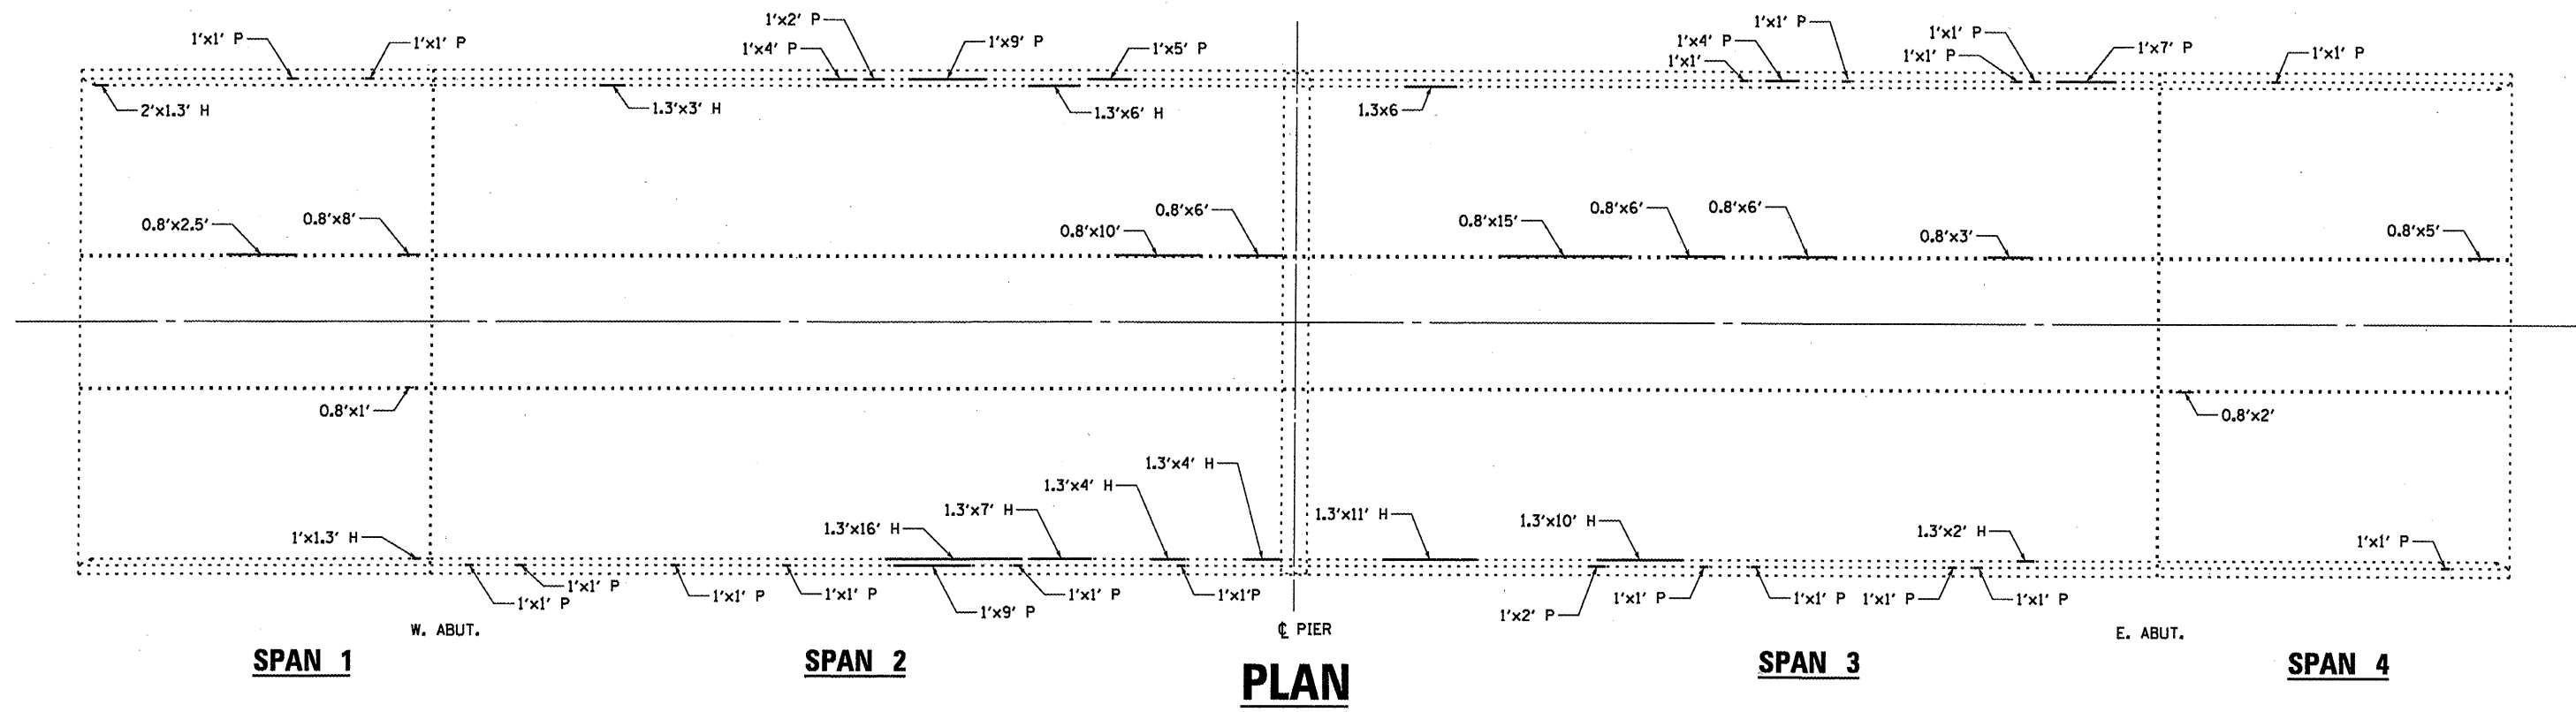 1'x1' P
1'x1' P
1'x2' P
1'x4' P
1'x9' P
1'x5' P
1'x1' P
1'x4' P
1'x1'
1'x1' P
1'x1' P
1'x7' P
1'x1' P
2'x1.3' H
1.3'x3' H
1.3'x6' H
1.3x6
0.8'x2.5'
0.8'x8'
0.8'x10'
0.8'x6'
0.8'x15'
0.8'x6'
0.8'x6'
0.8'x3'
0.8'x5'
0.8'x1'
0.8'x2'
1'x1.3' H
1.3'x16' H
1.3'x7' H
1.3'x4' H
1.3'x4' H
1.3'x11' H
1.3'x10' H
1.3'x2' H
1'x1' P
1'x1' P
1'x1' P
1'x1' P
1'x1' P
1'x9' P
1'x1' P
1'x1'P
1'x2' P
1'x1' P
1'x1' P
1'x1' P
1'x1' P
W. ABUT.
℄ PIER
E. ABUT.
SPAN 1
SPAN 2
PLAN
SPAN 3
SPAN 4